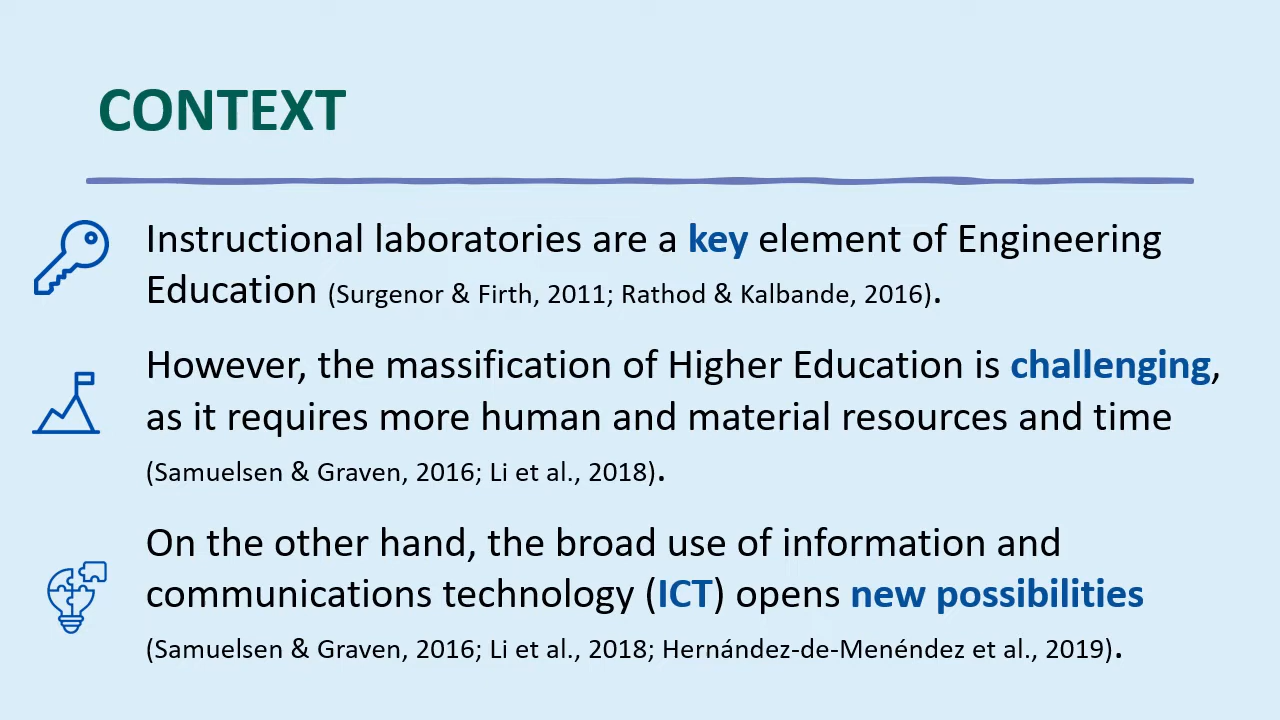 CONTEXT
Instructional laboratories are a key element of Engineering
Education (Surgenor & Firth, 2011; Rathod & Kalbande, 2016).
However, the massification of Higher Education is challenging,
as it requires more human and material resources and time
(Samuelsen & Graven, 2016; Li et al., 2018).
On the other hand, the broad use of information and
communications technology (ICT) opens new possibilities
(Samuelsen & Graven, 2016; Li et al., 2018; Hernández-de-Menéndez et al., 2019).